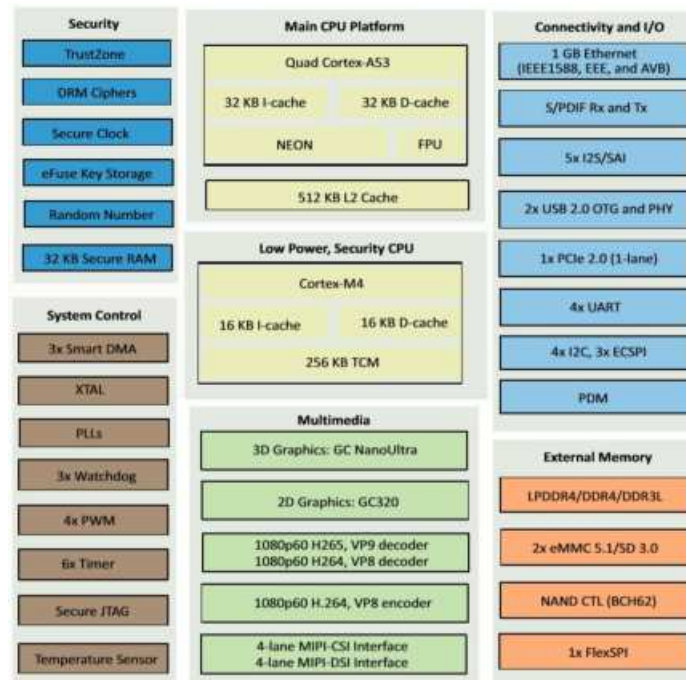 Security
TrustZone
DRM Ciphers
Secure Clock
eFuse Key Storage
Random Number
32 KB Secure RAM
System Control
3x Smart DMA
XTAL
PLLs
3x Watchdog
4x PWM
6x Timer
Secure JTAG
Temperature Sensor
Main CPU Platform
Quad Cortex-A53
32 KB I-cache
32 KB D-cache
NEON
FPU
512 KB L2 Cache
Low Power, Security CPU
Cortex-M4
16 KB I-cache
16 KB D-cache
256 KB TCM
Multimedia
3D Graphics: GC NanoUltra
2D Graphics: GC320
1080p60 H265, VP9 decoder
1080p60 H264, VP8 decoder
1080p60 H.264, VP8 encoder
4-lane MIPI-CSI Interface
4-lane MIPI-DSI Interface
Connectivity and I/O
1 GB Ethernet
(IEEE1588, EEE, and AVB)
S/PDIF Rx and Tx
5x I2S/SAI
2x USB 2.0 OTG and PHY
1x PCIe 2.0 (1-lane)
4x UART
4x I2C, 3x ECSPI
PDM
External Memory
LPDDR4/DDR4/DDR3L
2x eMMC 5.1/SD 3.0
NAND CTL (BCH62)
1x FlexSPI